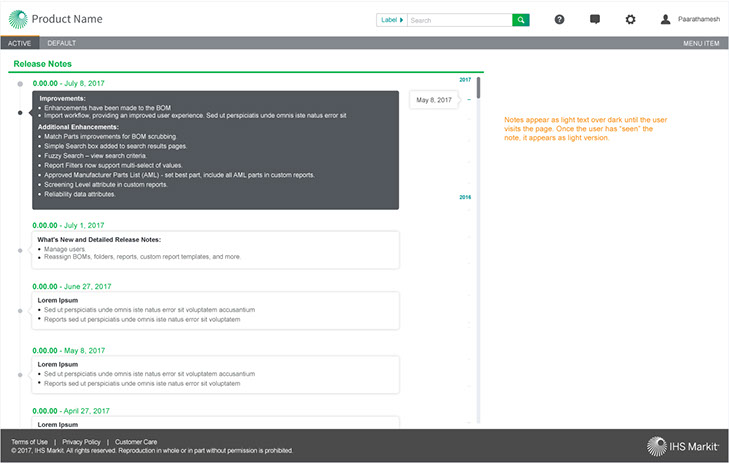 Product Name
Label
Search
Paarathamesh
ACTIVE
DEFAULT
MENU ITEM
Release Notes
0.00.00 - July 8, 2017
Improvements:
• Enhancements have been made to the BOM
• Import workflow, providing an improved user experience. Sed ut perspiciatis unde omnis iste natus error sit
Additional Enhancements:
• Match Parts improvements for BOM scrubbing.
• Simple Search box added to search results pages.
• Fuzzy Search – view search criteria.
• Report Filters now support multi-select of values.
• Approved Manufacturer Parts List (AML) - set best part, include all AML parts in custom reports.
• Screening Level attribute in custom reports.
• Reliability data attributes.
2017
May 8, 2017
2016
Notes appear as light text over dark until the user
visits the page. Once the user has "seen" the
note, it appears as light version.
0.00.00 - July 1, 2017
What's New and Detailed Release Notes:
• Manage users.
• Reassign BOMs, folders, reports, custom report templates, and more.
0.00.00 - June 27, 2017
Lorem Ipsum
• Sed ut perspiciatis unde omnis iste natus error sit voluptatem accusantium
• Reports sed ut perspiciatis unde omnis iste natus error sit voluptatem
0.00.00 - May 8, 2017
Lorem Ipsum
• Sed ut perspiciatis unde omnis iste natus error sit voluptatem accusantium
• Reports sed ut perspiciatis unde omnis iste natus error sit voluptatem
0.00.00 - April 27, 2017
Lorem Ipsum
Terms of Use | Privacy Policy | Customer Care
© 2017, IHS Markit. All rights reserved. Reproduction in whole or in part without permission is prohibited.
IHS Markit™